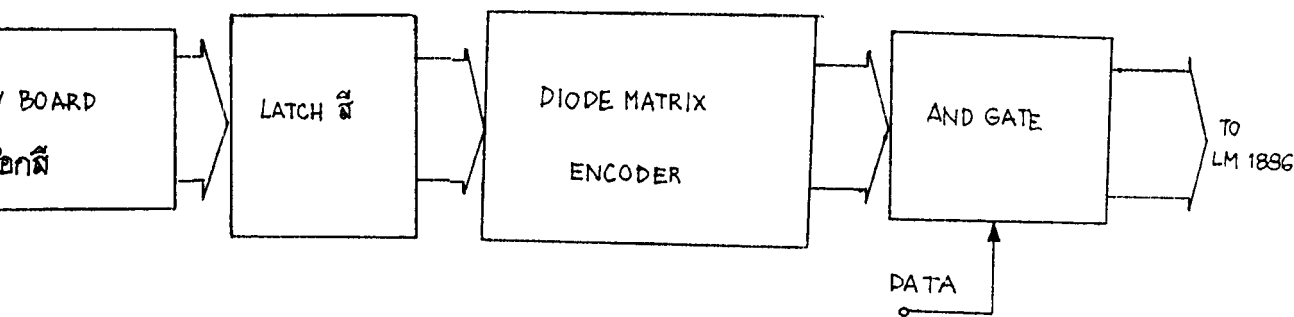 BOARD
อกสี
LATCH สี
DIODE MATRIX
ENCODER
AND GATE
TO
LM 1886
DATA